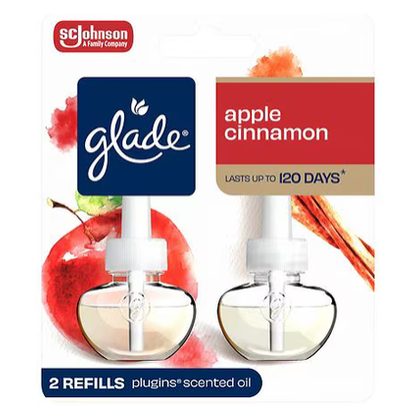 SC Johnson
A Family Company
glade®
apple
cinnamon
LASTS UP TO 120 DAYS*
2 REFILLS plugins® scented oil